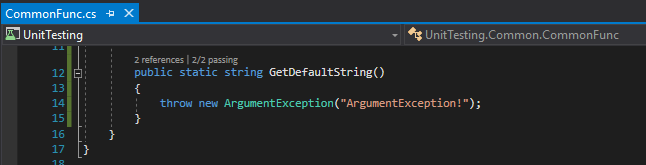 CommonFunc.cs
UnitTesting UnitTesting.Common.CommonFunc
11
2 references | 2/2 passing
12 public static string GetDefaultString()
13 {
14 throw new ArgumentException("ArgumentException!");
15 }
16 }
17 }
18